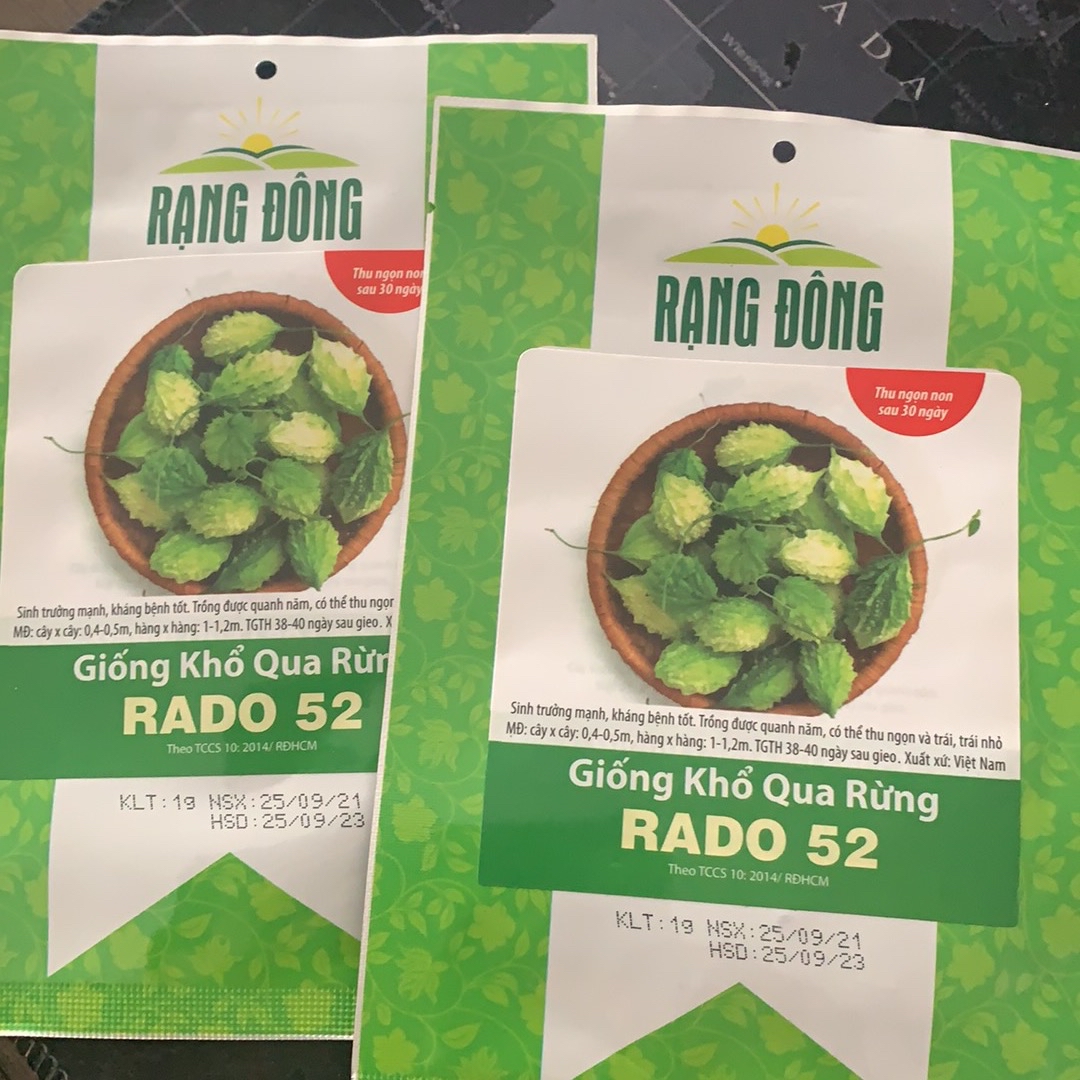 RẠNG ĐÔNG
Thu ngọn non
sau 30 ngày
Sinh trưởng mạnh, kháng bệnh tốt. Trồng được quanh năm, có thể thu ngọn
MĐ: cây x cây: 0,4-0,5m, hàng x hàng: 1-1,2m. TGTH 38-40 ngày sau gieo. X
Giống Khổ Qua Rừn
RADO 52
Theo TCCS 10: 2014/ RĐHCM
KLT:1g NSX:25/09/21
HSD:25/09/23
RẠNG ĐÔNG
Thu ngọn non
sau 30 ngày
Sinh trưởng mạnh, kháng bệnh tốt. Trồng được quanh năm, có thể thu ngọn và trái, trái nhỏ
MĐ: cây x cây: 0,4-0,5m, hàng x hàng: 1-1,2m. TGTH 38-40 ngày sau gieo. Xuất xứ: Việt Nam
Giống Khổ Qua Rừng
RADO 52
Theo TCCS 10: 2014/ RĐHCM
KLT:1g NSX:25/09/21
HSD:25/09/23